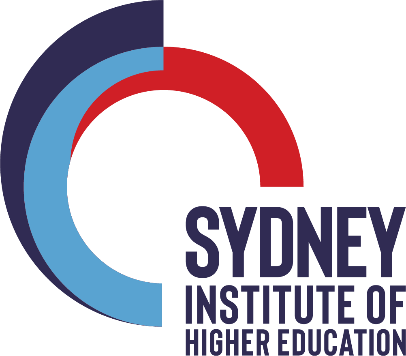 SYDNEY
INSTITUTE OF
HIGHER EDUCATION